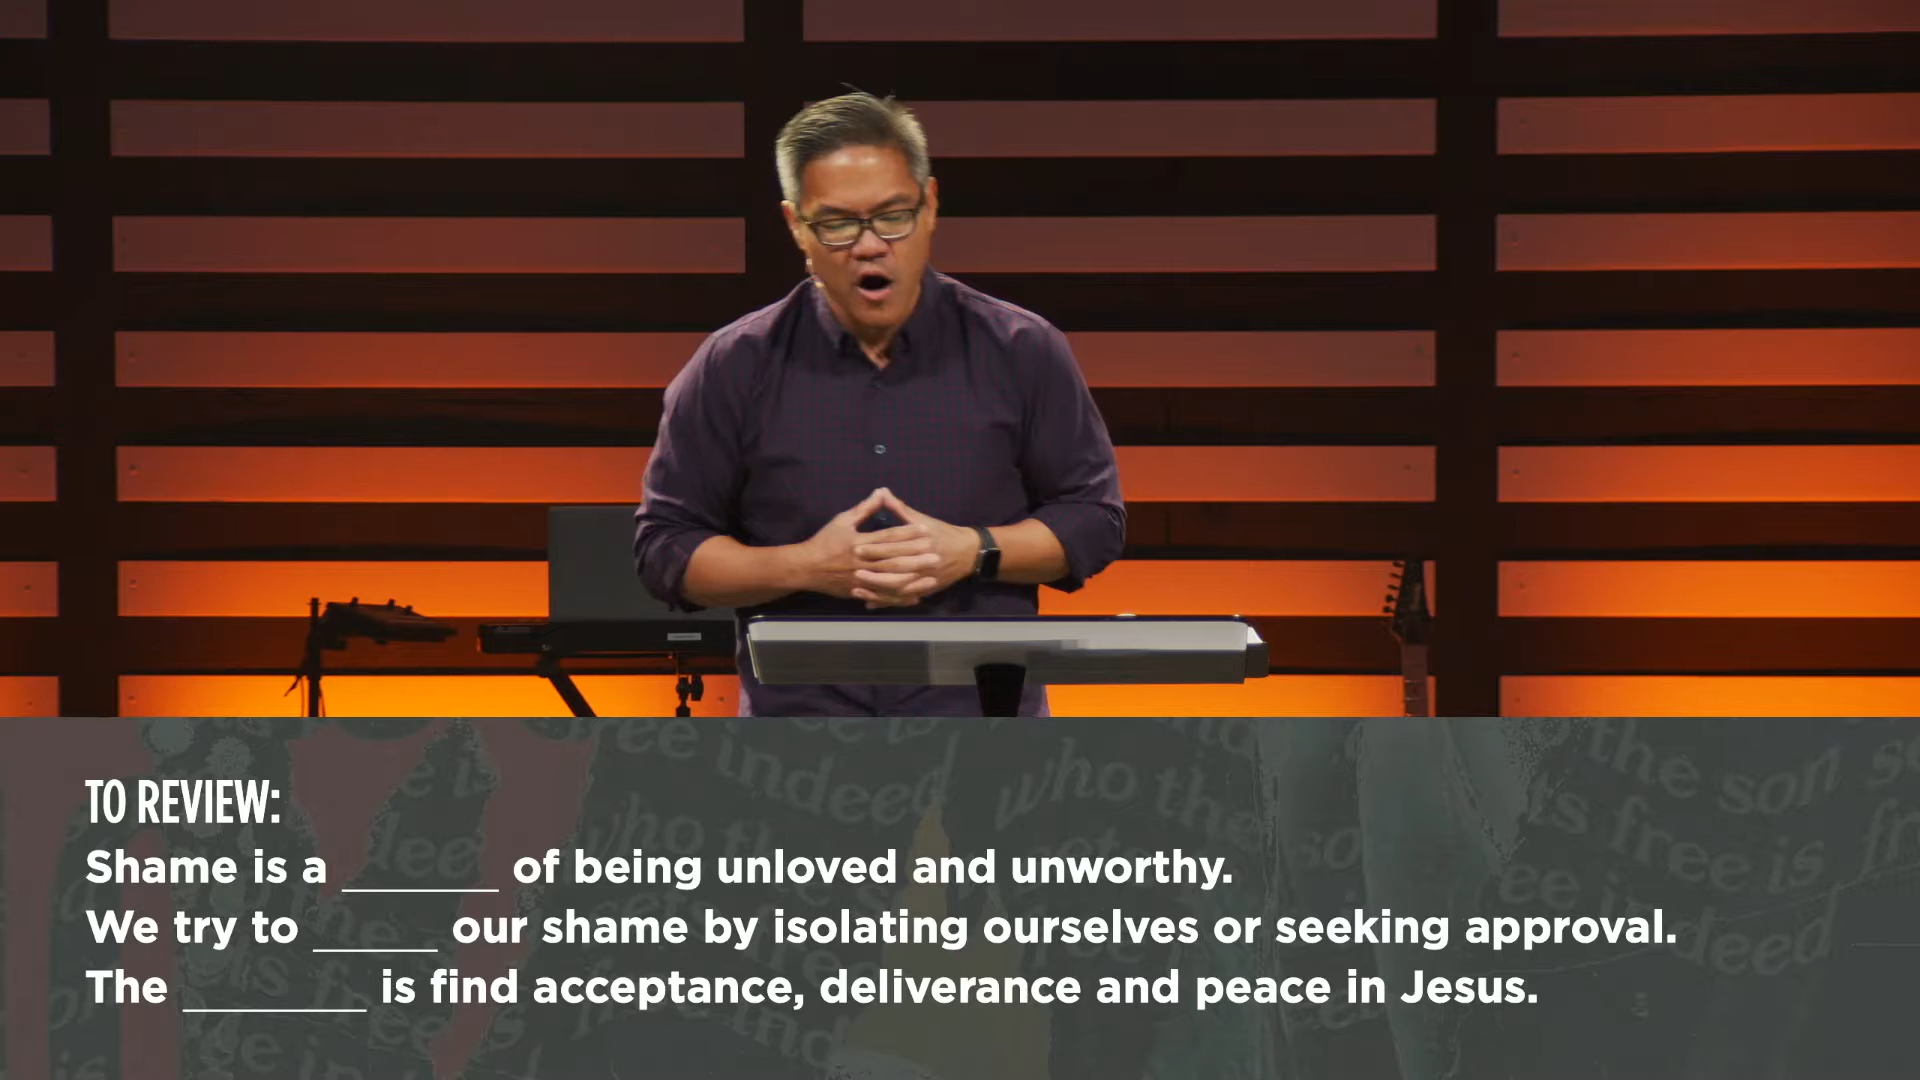 TO REVIEW:
Shame is a _______ of being unloved and unworthy.
We try to ______ our shame by isolating ourselves or seeking approval.
The ________ is find acceptance, deliverance and peace in Jesus.